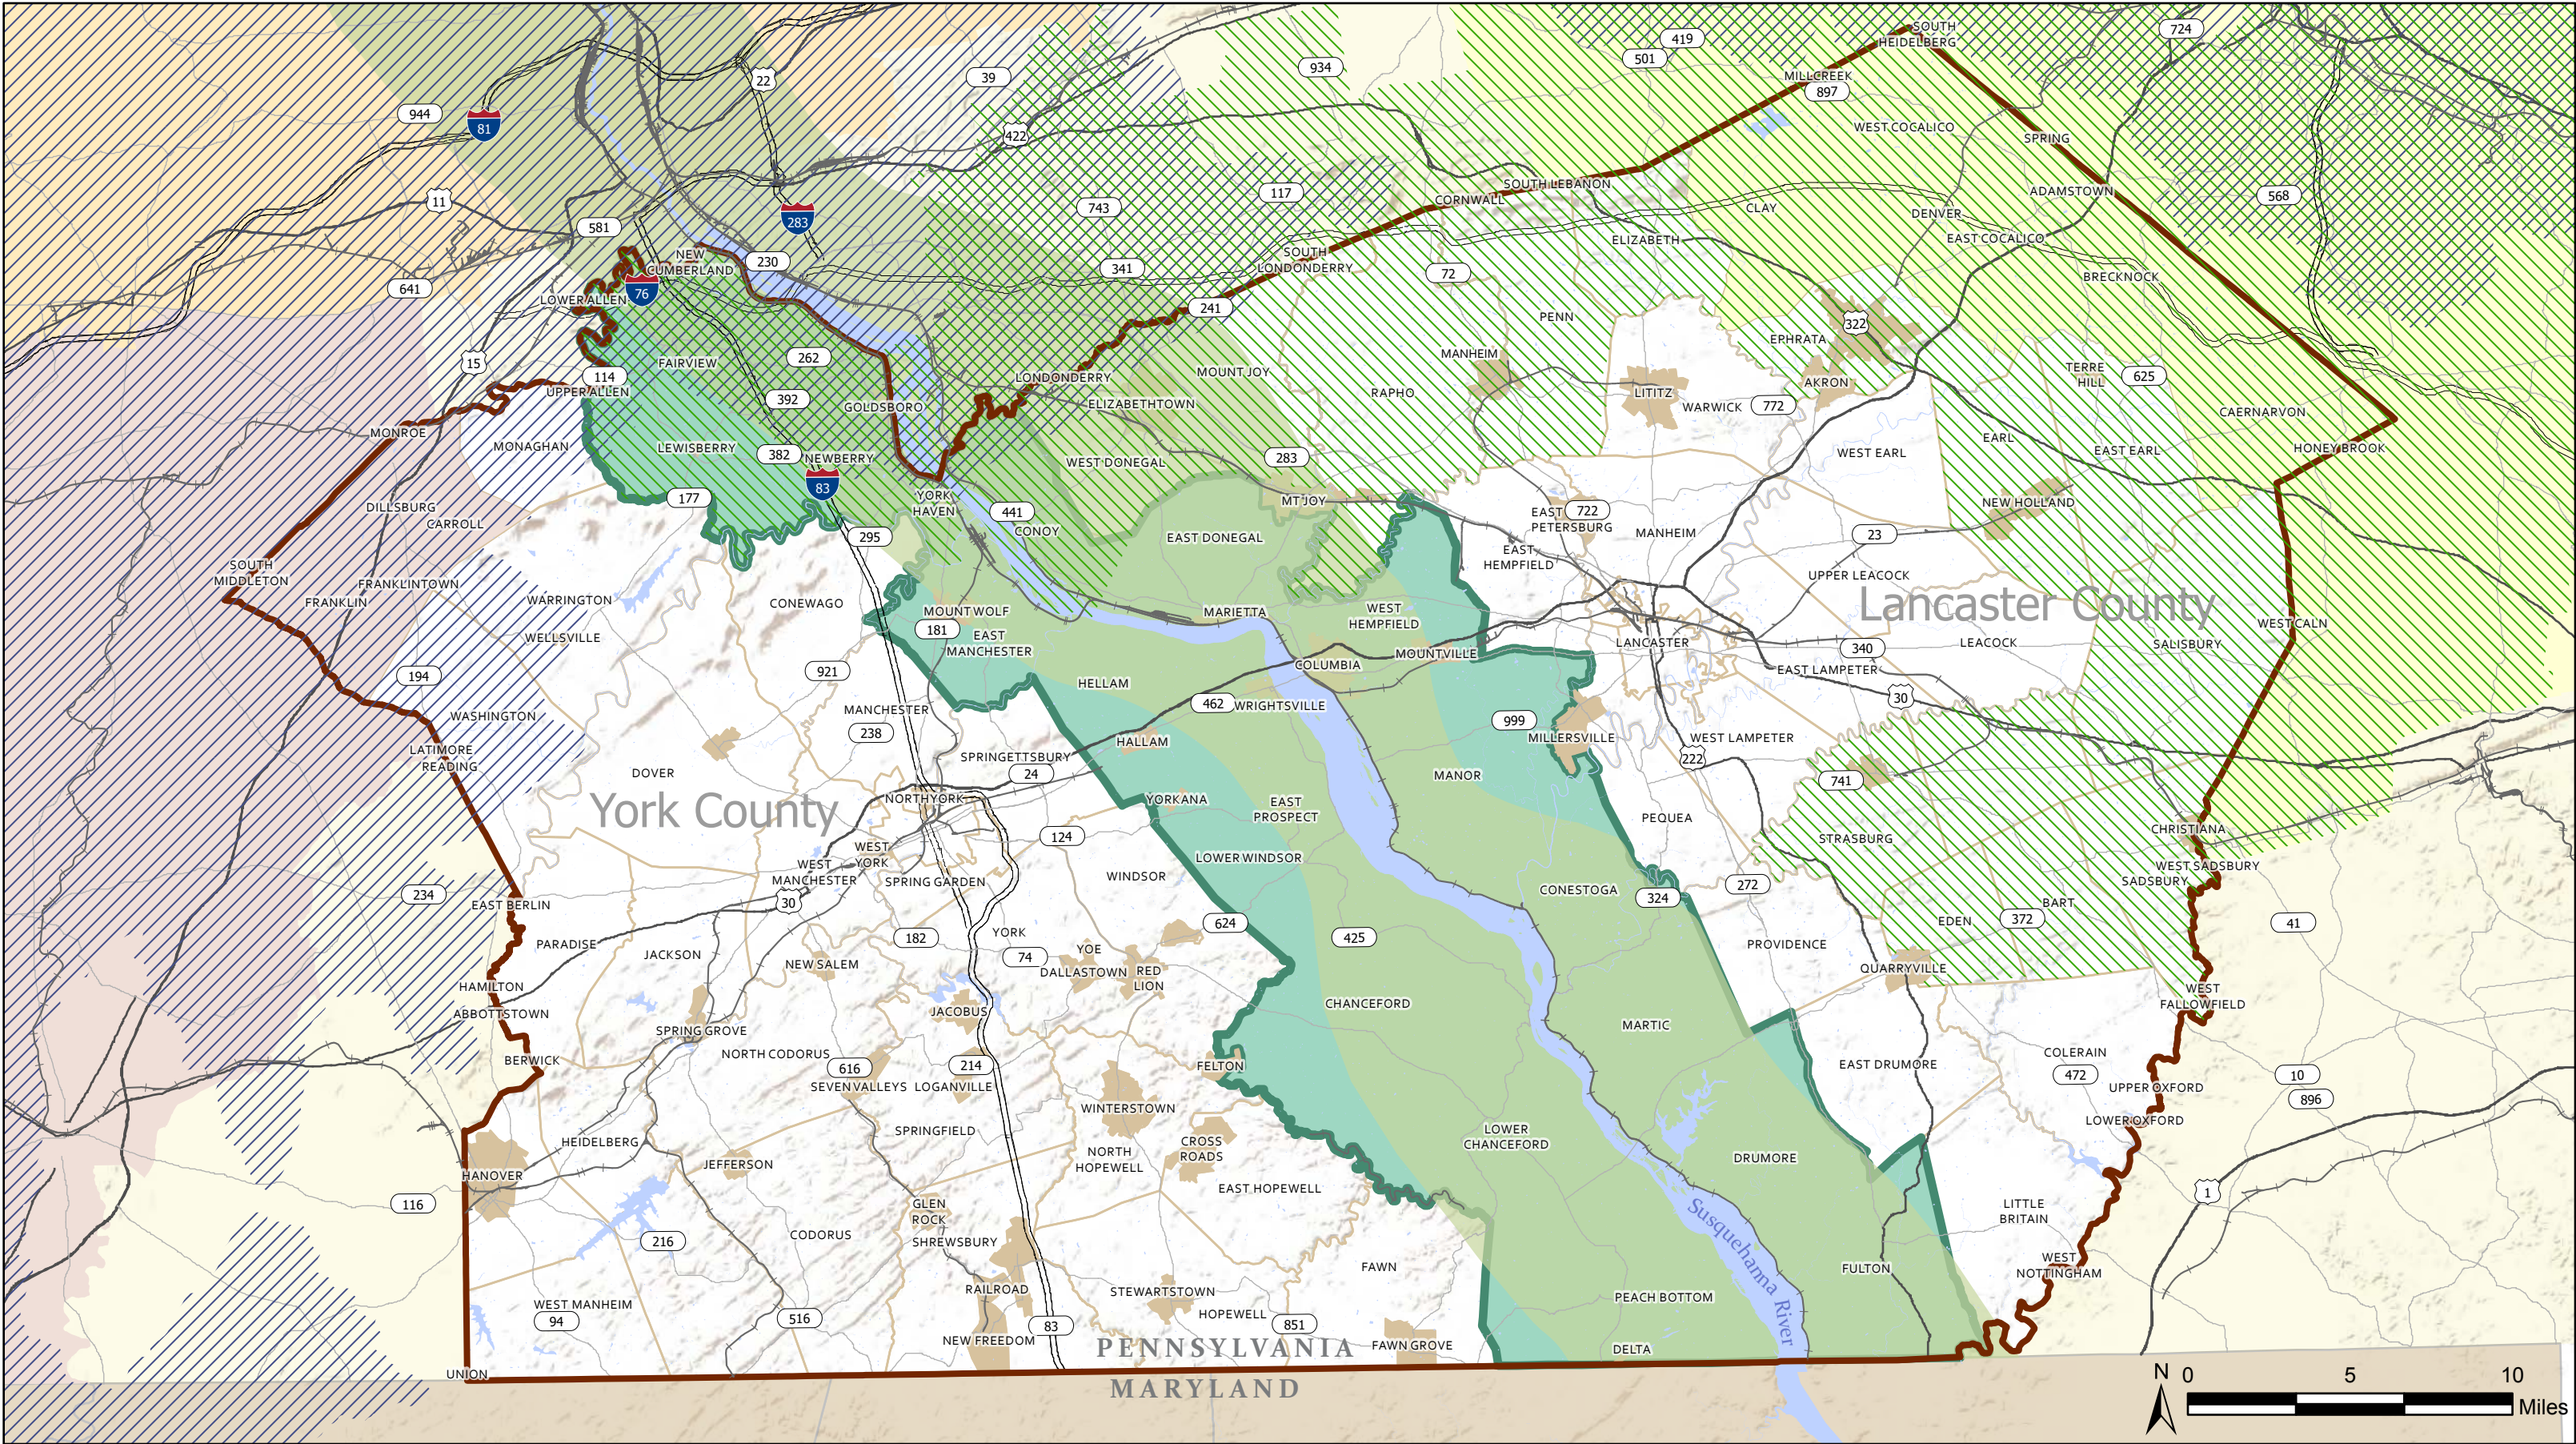 SOUTH
HEIDELBERG
724
419
501
934
39
22
MILLCREEK
897
944
81
422
WEST COCALICO
SPRING
11
743
117
SOUTH LEBANON
CORNWALL
ADAMSTOWN
568
283
581
CLAY
DENVER
ELIZABETH
EAST COCALICO
NEW
CUMBERLAND
230
341
SOUTH
LONDONDERRY
72
BRECKNOCK
641
76
LOWER ALLEN
241
PENN
322
EPHRATA
15
FAIRVIEW
262
MANHEIM
114
UPPER ALLEN
LONDONDERRY
MOUNT JOY
TERRE
HILL
625
AKRON
392
GOLDSBORO
ELIZABETHTOWN
RAPHO
LITITZ
WARWICK
772
CAERNARVON
MONROE
MONAGHAN
LEWISBERRY
382
NEWBERRY
WEST DONEGAL
283
WEST EARL
EARL
EAST EARL
HONEY BROOK
83
177
YORK
HAVEN
441
CONOY
MT JOY
EAST
PETERSBURG
722
NEW HOLLAND
DILLSBURG
CARROLL
295
EAST DONEGAL
MANHEIM
23
EAST
HEMPFIELD
SOUTH
MIDDLETON
FRANKLINTOWN
FRANKLIN
WARRINGTON
CONEWAGO
MOUNT WOLF
181
MARIETTA
WEST
HEMPFIELD
UPPER LEACOCK
Lancaster County
WEST CALN
WELLSVILLE
EAST
MANCHESTER
LANCASTER
340
LEACOCK
SALISBURY
194
921
COLUMBIA
MOUNTVILLE
EAST LAMPETER
30
HELLAM
462
WRIGHTSVILLE
WASHINGTON
MANCHESTER
238
999
MILLERSVILLE
WEST LAMPETER
LATIMORE
READING
HALLAM
SPRINGETTSBURY
24
222
DOVER
MANOR
741
York County
NORTH YORK
YORKANA
EAST
PROSPECT
PEQUEA
CHRISTIANA
124
STRASBURG
WEST
YORK
WEST
MANCHESTER
LOWER WINDSOR
WEST SADSBURY
SADSBURY
SPRING GARDEN
WINDSOR
CONESTOGA
324
272
234
EAST BERLIN
30
BART
EDEN
372
41
624
425
PARADISE
182
YORK
JACKSON
NEW SALEM
74
YOE
DALLASTOWN
RED
LION
PROVIDENCE
QUARRYVILLE
HAMILTON
ABBOTTSTOWN
JACOBUS
CHANCEFORD
WEST
FALLOWFIELD
SPRING GROVE
MARTIC
BERWICK
NORTH CODORUS
616
214
FELTON
EAST DRUMORE
COLERAIN
472
10
896
SEVEN VALLEYS
LOGANVILLE
UPPER OXFORD
WINTERSTOWN
LOWER OXFORD
HEIDELBERG
SPRINGFIELD
CROSS
ROADS
LOWER
CHANCEFORD
JEFFERSON
NORTH
HOPEWELL
DRUMORE
HANOVER
EAST HOPEWELL
1
116
GLEN
ROCK
LITTLE
BRITAIN
216
CODORUS
SHREWSBURY
Susquehanna River
WEST
NOTTINGHAM
FAWN
FULTON
RAILROAD
STEWARTSTOWN
PEACH BOTTOM
WEST MANHEIM
94
516
HOPEWELL
851
83
NEW FREEDOM
PENNSYLVANIA
FAWN GROVE
DELTA
UNION
MARYLAND
N
0 5 10
Miles